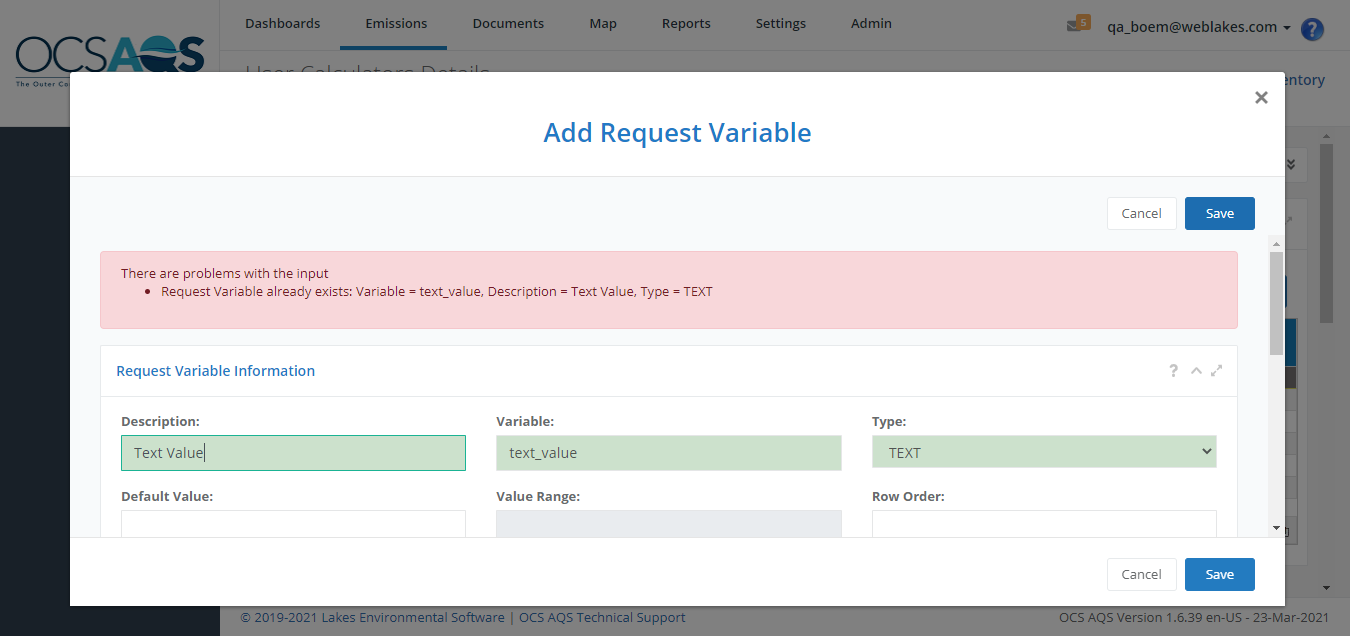 Dashboards Emissions Documents Map Reports Settings Admin
5 qa_boem@weblakes.com ?
OCSAQS
The Outer Co
User Calculators Details
entory
×
Add Request Variable
Cancel Save
There are problems with the input
• Request Variable already exists: Variable = text_value, Description = Text Value, Type = TEXT
Request Variable Information ?
Description: Variable: Type:
Text Value text_value TEXT
Default Value: Value Range: Row Order:
Cancel Save
© 2019-2021 Lakes Environmental Software | OCS AQS Technical Support OCS AQS Version 1.6.39 en-US - 23-Mar-2021